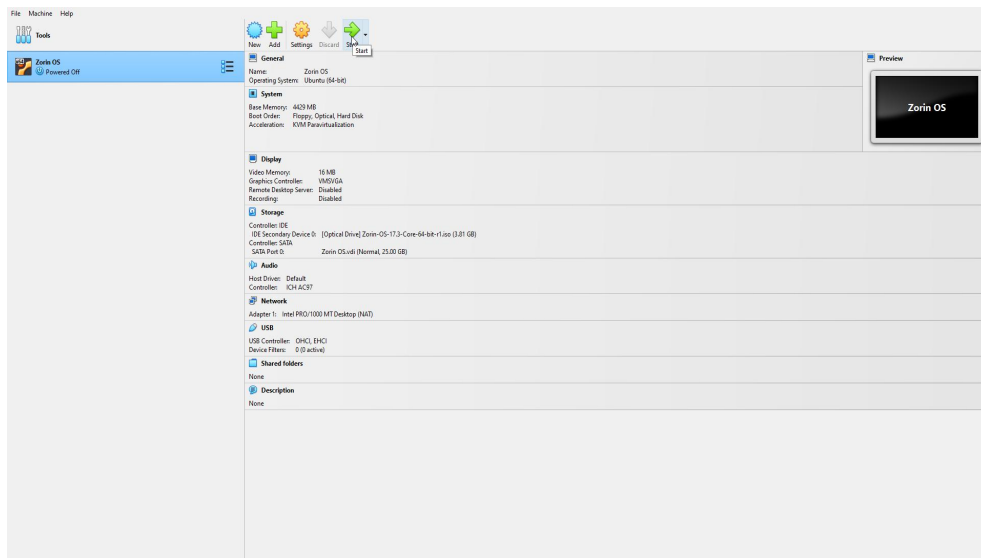 File Machine Help
Tools
New Add Settings Discard
Start
Zorin OS
Powered Off
General
Name: Zorin OS
Operating System: Ubuntu (64-bit)
System
Base Memory: 4429 MB
Boot Order: Floppy, Optical, Hard Disk
Acceleration: KVM Paravirtualization
Preview
Zorin OS
Display
Video Memory: 16 MB
Graphics Controller: VMSVGA
Remote Desktop Server: Disabled
Recording: Disabled
Storage
Controller: IDE
IDE Secondary Device 0: [Optical Drive] Zorin-OS-17.3-Core-64-bit-r1.iso (3.81 GB)
Controller: SATA
SATA Port 0: Zorin OS.vdi (Normal, 25.00 GB)
Audio
Host Driver: Default
Controller: ICH AC97
Network
Adapter 1: Intel PRO/1000 MT Desktop (NAT)
USB
USB Controller: OHCI, EHCI
Device Filters: 0 (0 active)
Shared folders
None
Description
None